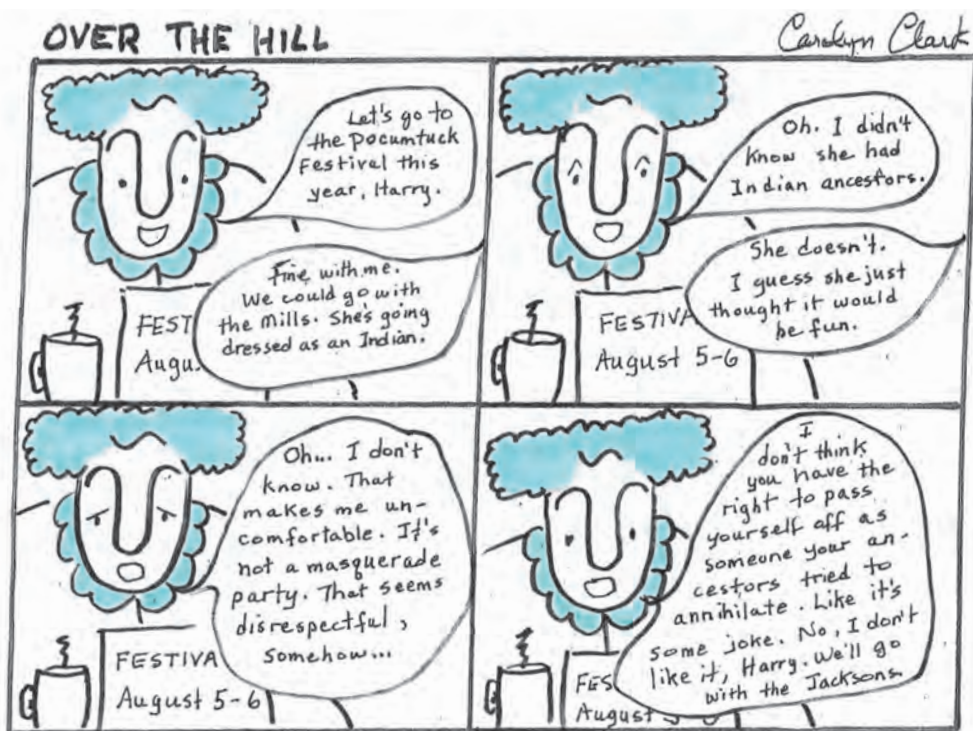 OVER THE HILL
Carolyn Clark
Let's go to
the Pocumtuck
Festival this
year, Harry.
Fine with me.
We could go with
the Mills. She's going
dressed as an Indian.
FEST
Augu
Oh. I didn't
know she had
Indian ancestors.
She doesn't.
I guess she just
thought it would
be fun.
FESTIVA
August 5-6
Oh... I don't
know. That
makes me un-
comfortable. It's
not a masquerade
party. That seems
disrespectful,
somehow...
FESTIVA
August 5-6
I
don't think
you have the
right to pass
yourself off as
someone your an-
cestors tried to
annihilate. Like it's
some joke. No, I don't
like it, Harry. We'll go
with the Jacksons.
FES
August